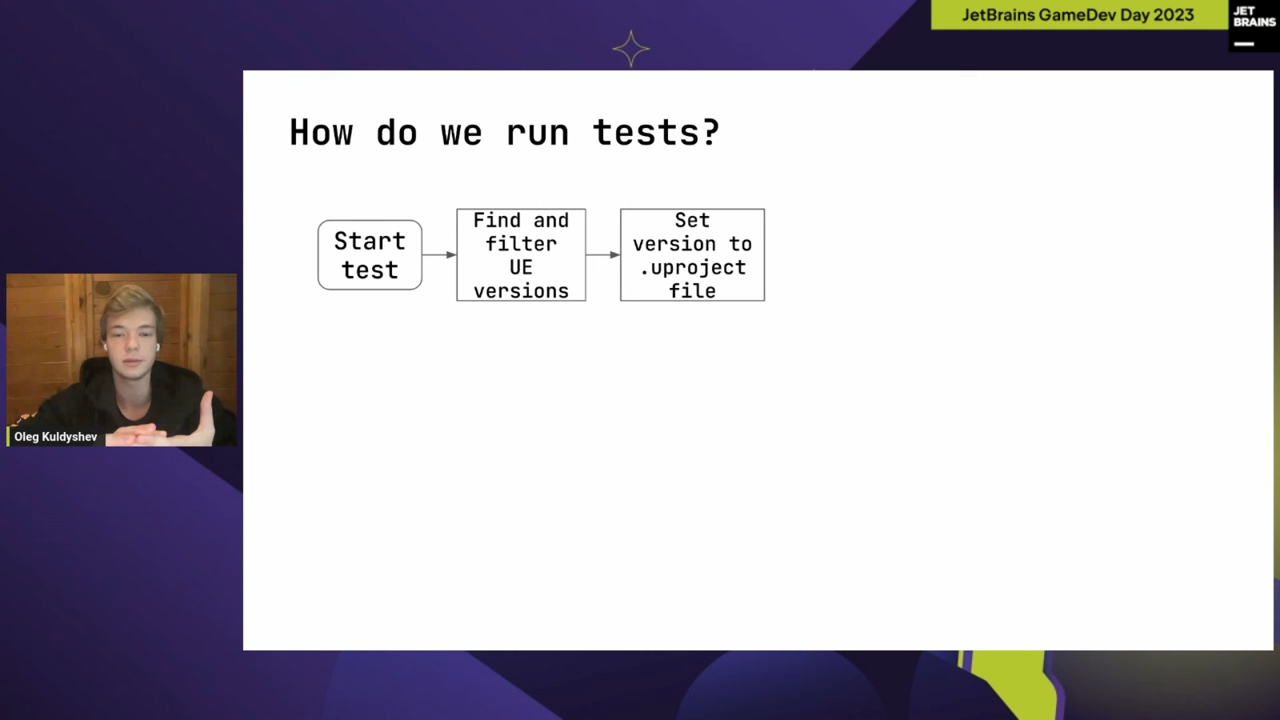 JetBrains GameDev Day 2023
JET
BRAINS
How do we run tests?
Start
test
Find and
filter
UE
versions
Set
version to
.uproject
file
Oleg Kuldyshev